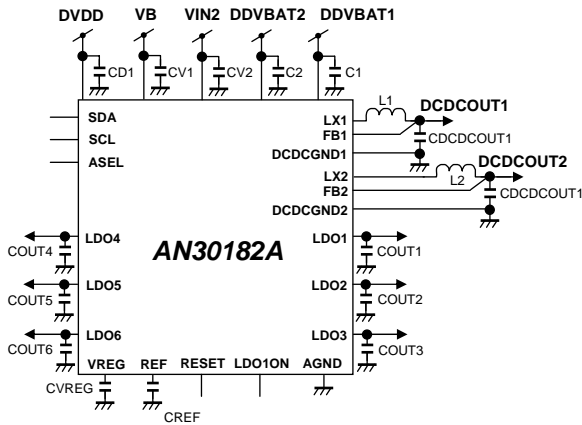 DVDD VB VIN2 DDVBAT2 DDVBAT1
CD1 CV1 CV2 C2 C1
SDA LX1 L1 DCDCOUT1
SCL FB1 CDCDCOUT1
ASEL DCDCGND1
LX2 L2 DCDCOUT2
FB2 CDCDCOUT1
DCDCGND2
AN30182A
COUT4 LDO4 LDO1 COUT1
COUT5 LDO5 LDO2 COUT2
COUT6 LDO6 LDO3 COUT3
VREG REF RESET LDO1ON AGND
CVREG
CREF